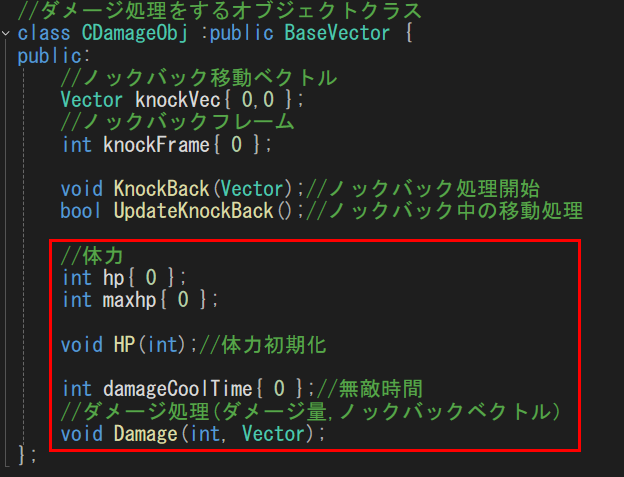 //ダメージ処理をするオブジェクトクラス
class CDamageObj :public BaseVector {
public:
//ノックバック移動ベクトル
Vector knockVec{ 0,0 };
//ノックバックフレーム
int knockFrame{ 0 };
void KnockBack(Vector);//ノックバック処理開始
bool UpdateKnockBack();//ノックバック中の移動処理
//体力
int hp{ 0 };
int maxhp{ 0 };
void HP(int);//体力初期化
int damageCoolTime{ 0 };//無敵時間
//ダメージ処理(ダメージ量,ノックバックベクトル)
void Damage(int, Vector);
};